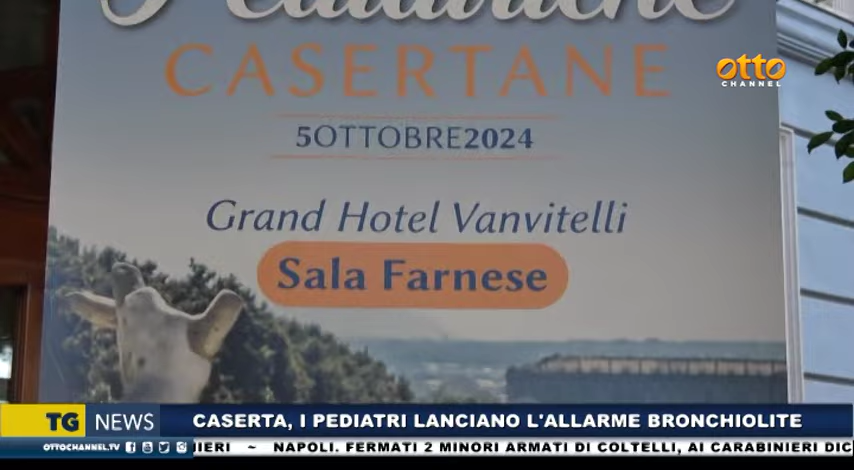 CASERTANE
otto
CHANNEL
5OTTOBRE2024
Grand Hotel Vanvitelli
Sala Farnese
TG NEWS CASERTA, I PEDIATRI LANCIANO L'ALLARME BRONCHIOLITE
OTTOCHANNEL.TV NIERI ~ NAPOLI. FERMATI 2 MINORI ARMATI DI COLTELLI, AI CARABINIERI DIC